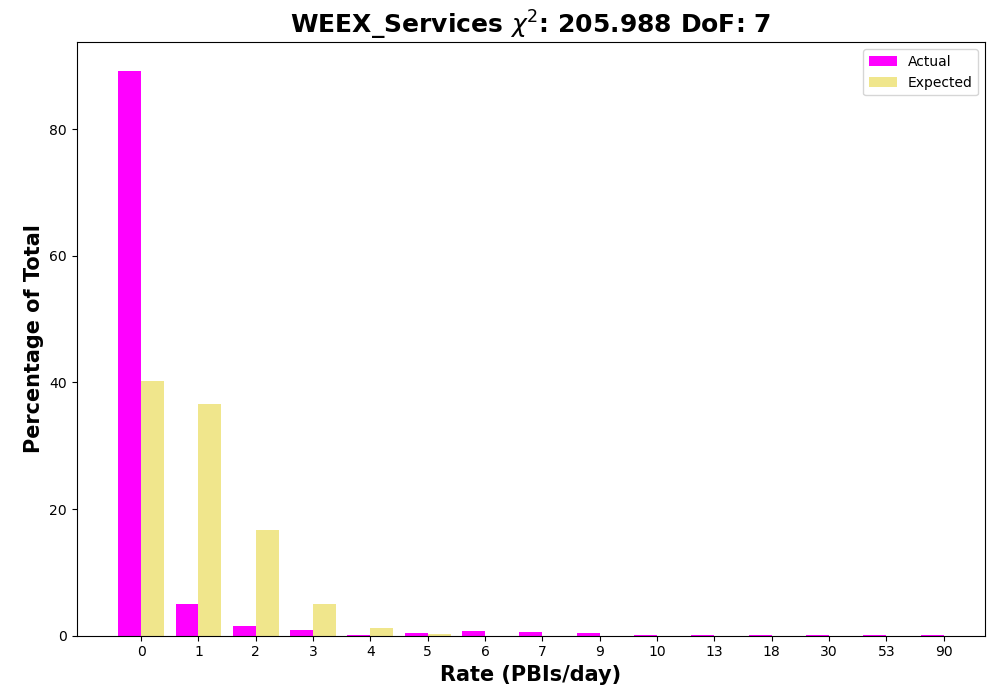 WEEX_Services χ²: 205.988 DoF: 7
Actual
Expected
Percentage of Total
80
60
40
20
0
0 1 2 3 4 5 6 7 9 10 13 18 30 53 90
Rate (PBIs/day)